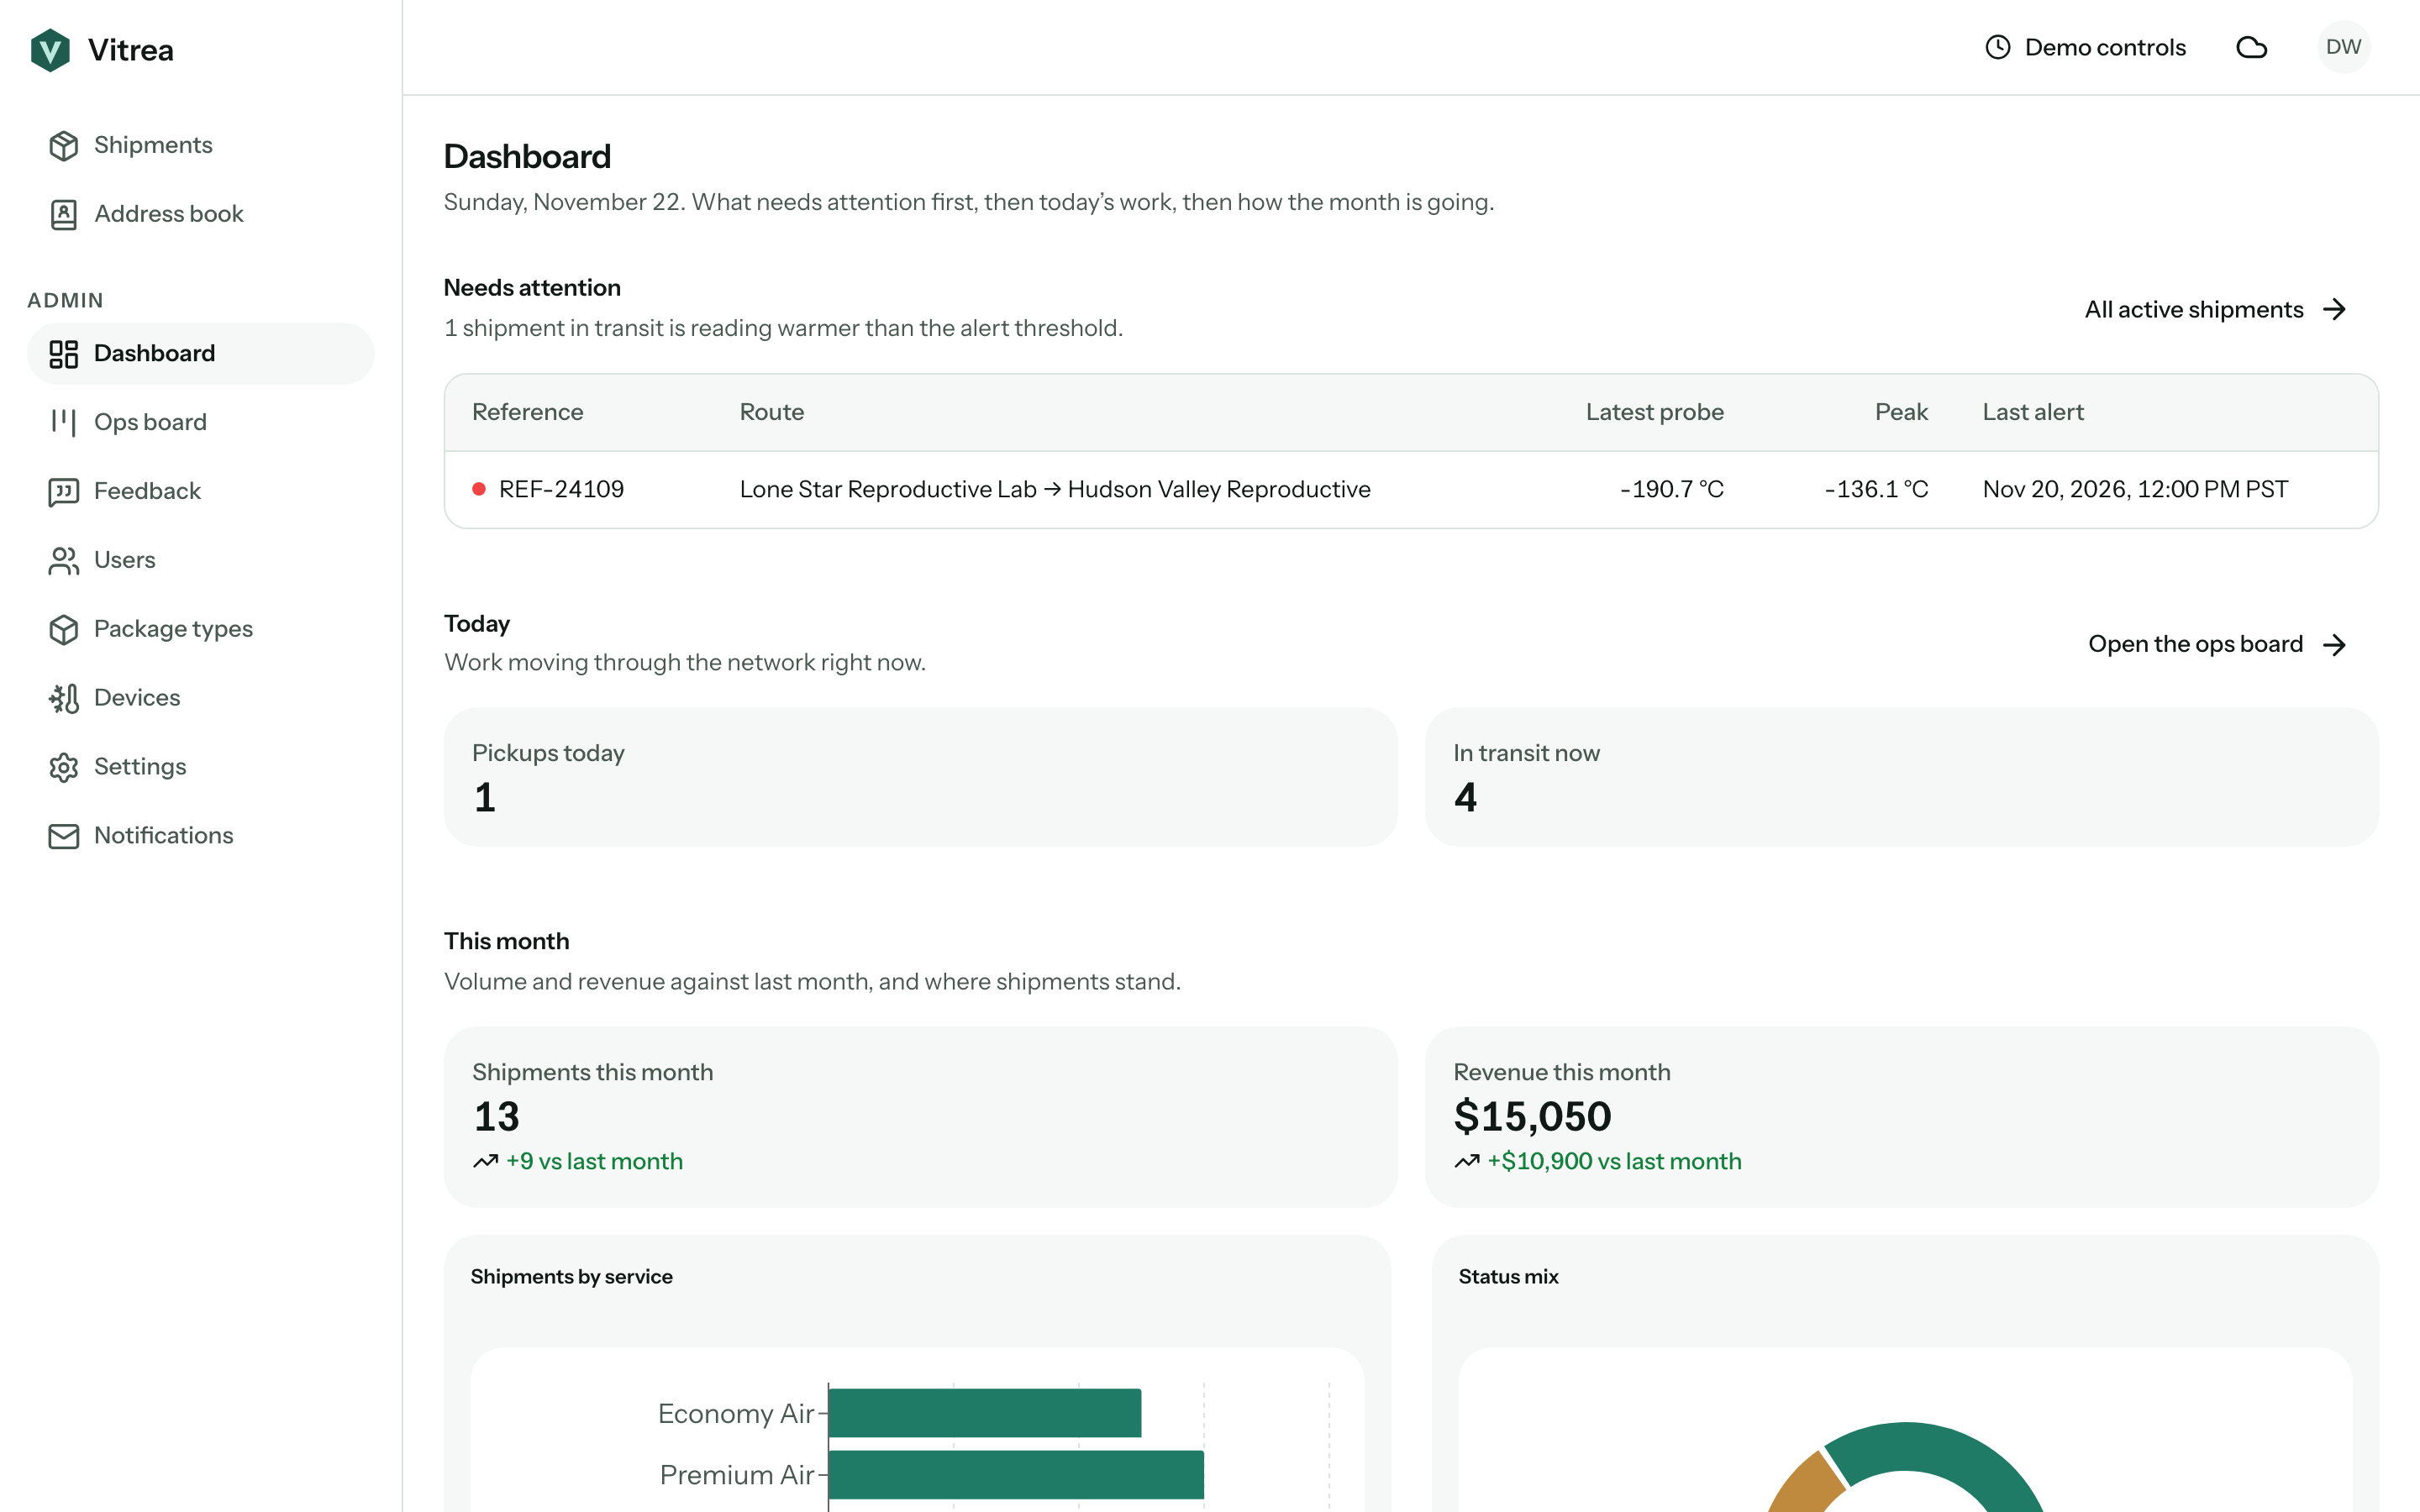 Vitrea
Demo controls
DW
Shipments
Address book
ADMIN
Dashboard
Ops board
Feedback
Users
Package types
Devices
Settings
Notifications
Dashboard
Sunday, November 22. What needs attention first, then today’s work, then how the month is going.
Needs attention
1 shipment in transit is reading warmer than the alert threshold.
All active shipments →
Reference Route Latest probe Peak Last alert
REF-24109 Lone Star Reproductive Lab → Hudson Valley Reproductive -190.7 °C -136.1 °C Nov 20, 2026, 12:00 PM PST
Today
Work moving through the network right now.
Open the ops board →
Pickups today
1
In transit now
4
This month
Volume and revenue against last month, and where shipments stand.
Shipments this month
13
+9 vs last month
Revenue this month
$15,050
+$10,900 vs last month
Shipments by service
Economy Air
Premium Air
Status mix